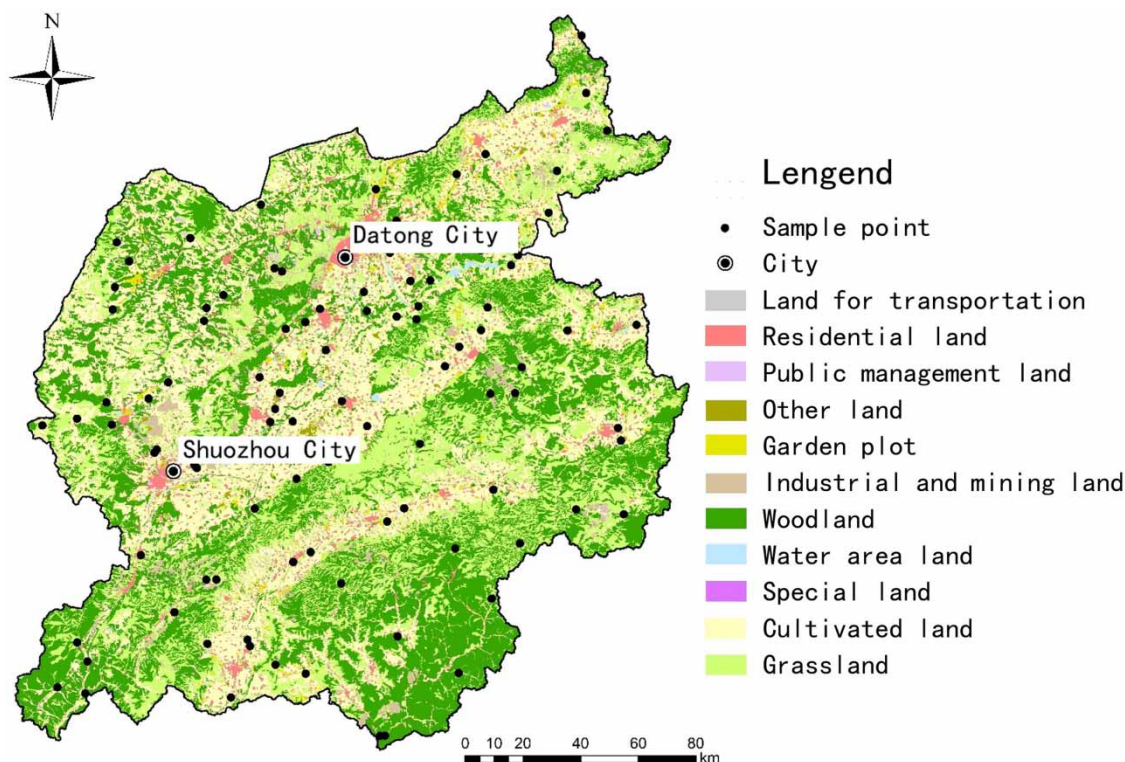 N
Datong City
Shuozhou City
Lengend
Sample point
City
Land for transportation
Residential land
Public management land
Other land
Garden plot
Industrial and mining land
Woodland
Water area land
Special land
Cultivated land
Grassland
0 10 20 40 60 80
km